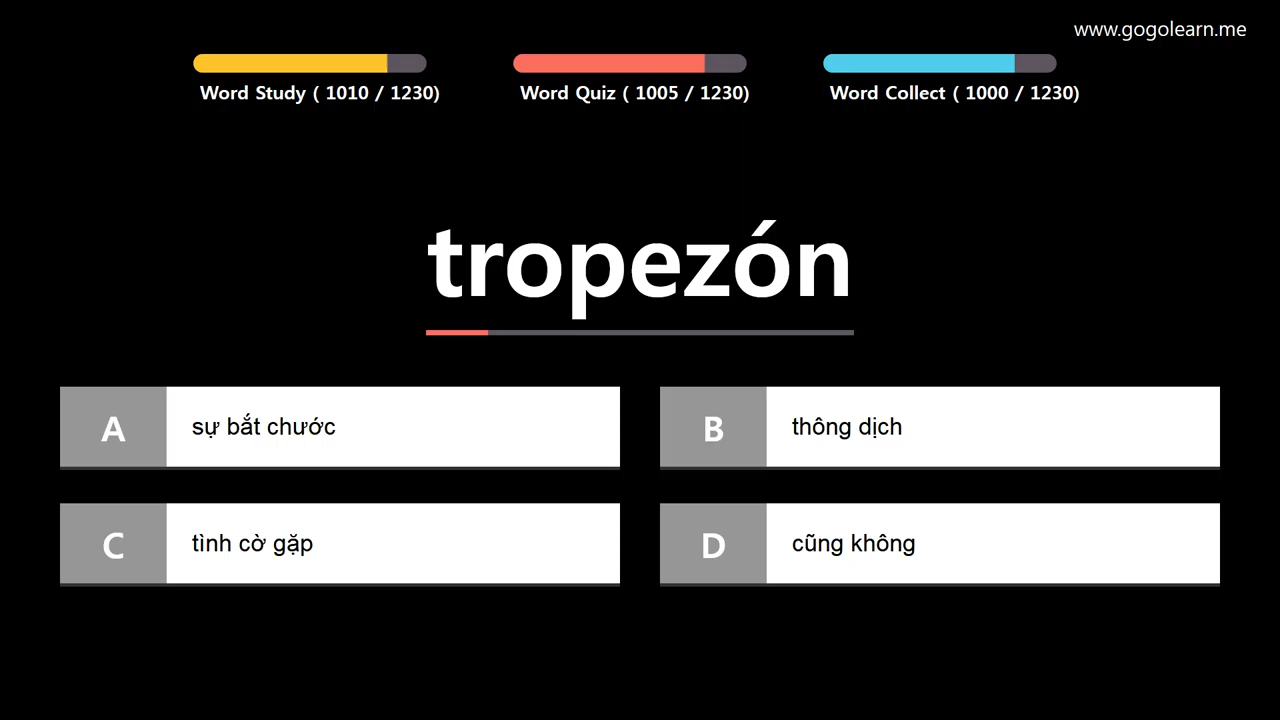 www.gogolearn.me
Word Study ( 1010 / 1230)
Word Quiz ( 1005 / 1230)
Word Collect ( 1000 / 1230)
tropezón
A sự bắt chước
B thông dịch
C tình cờ gặp
D cũng không